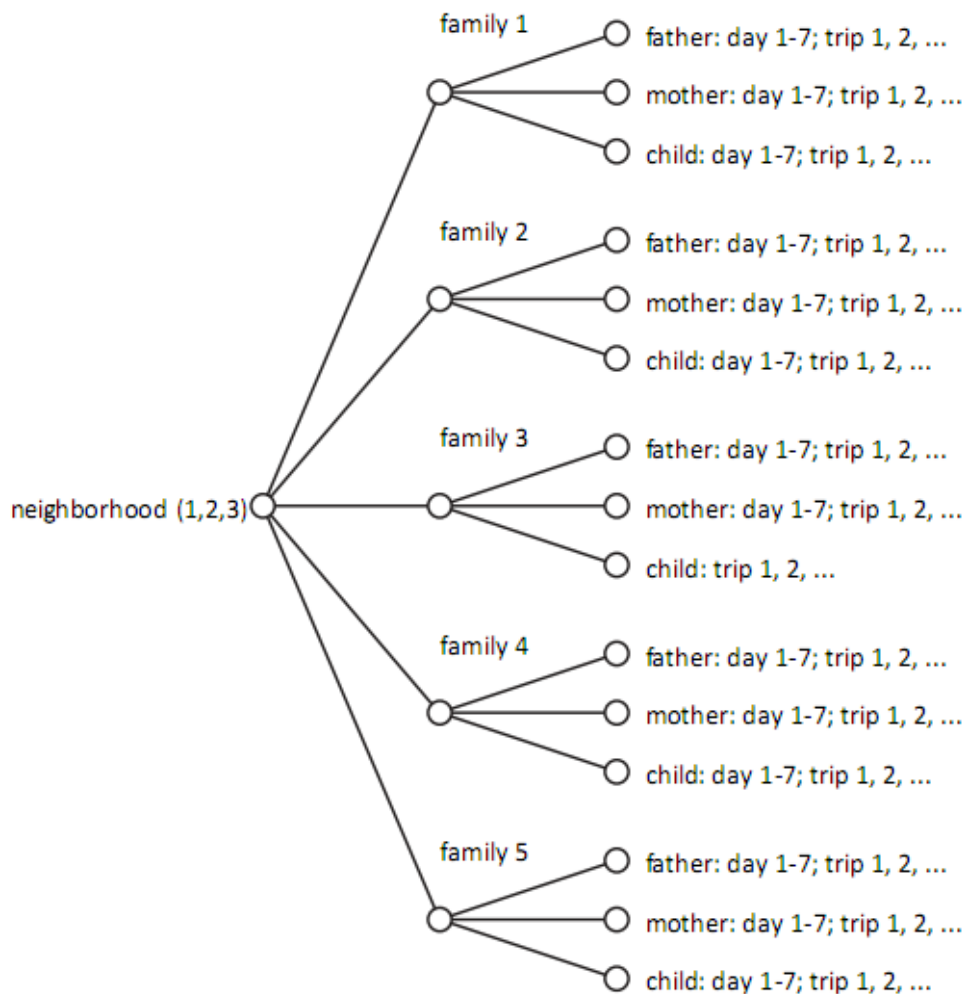 family 1
father: day 1-7; trip 1, 2, ...
mother: day 1-7; trip 1, 2, ...
child: day 1-7; trip 1, 2, ...
family 2
father: day 1-7; trip 1, 2, ...
mother: day 1-7; trip 1, 2, ...
child: day 1-7; trip 1, 2, ...
family 3
father: day 1-7; trip 1, 2, ...
neighborhood (1,2,3)
mother: day 1-7; trip 1, 2, ...
child: trip 1, 2, ...
family 4
father: day 1-7; trip 1, 2, ...
mother: day 1-7; trip 1, 2, ...
child: day 1-7; trip 1, 2, ...
family 5
father: day 1-7; trip 1, 2, ...
mother: day 1-7; trip 1, 2, ...
child: day 1-7; trip 1, 2, ...